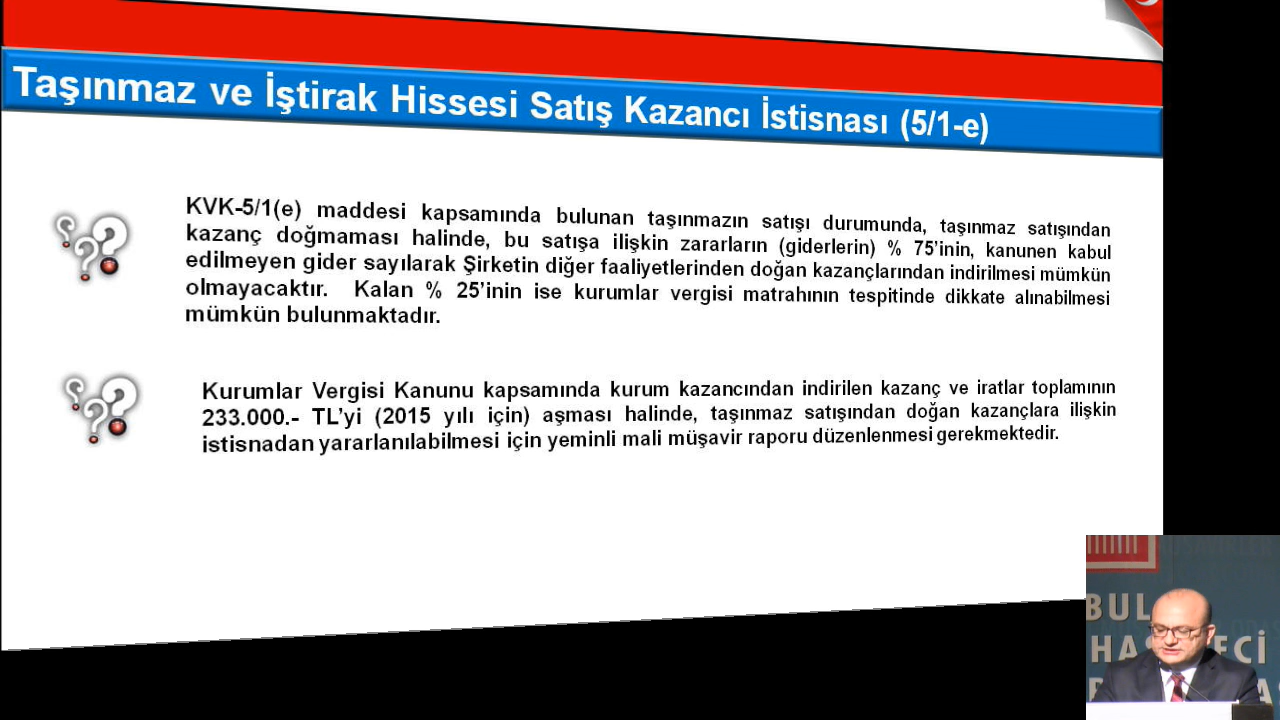 Taşınmaz ve İştirak Hissesi Satış Kazancı İstisnası (5/1-e)
KVK-5/1(e) maddesi kapsamında bulunan taşınmazın satışı durumunda, taşınmaz satışından
kazanç doğmaması halinde, bu satışa ilişkin zararların (giderlerin) % 75’inin, kanunen kabul
edilmeyen gider sayılarak Şirketin diğer faaliyetlerinden doğan kazançlarından indirilmesi mümkün
olmayacaktır. Kalan % 25’inin ise kurumlar vergisi matrahının tespitinde dikkate alınabilmesi
mümkün bulunmaktadır.
Kurumlar Vergisi Kanunu kapsamında kurum kazancından indirilen kazanç ve iratlar toplamının
233.000.- TL’yi (2015 yılı için) aşması halinde, taşınmaz satışından doğan kazançlara ilişkin
istisnadan yararlanılabilmesi için yeminli mali müşavir raporu düzenlenmesi gerekmektedir.
BUL
HAS ECİ